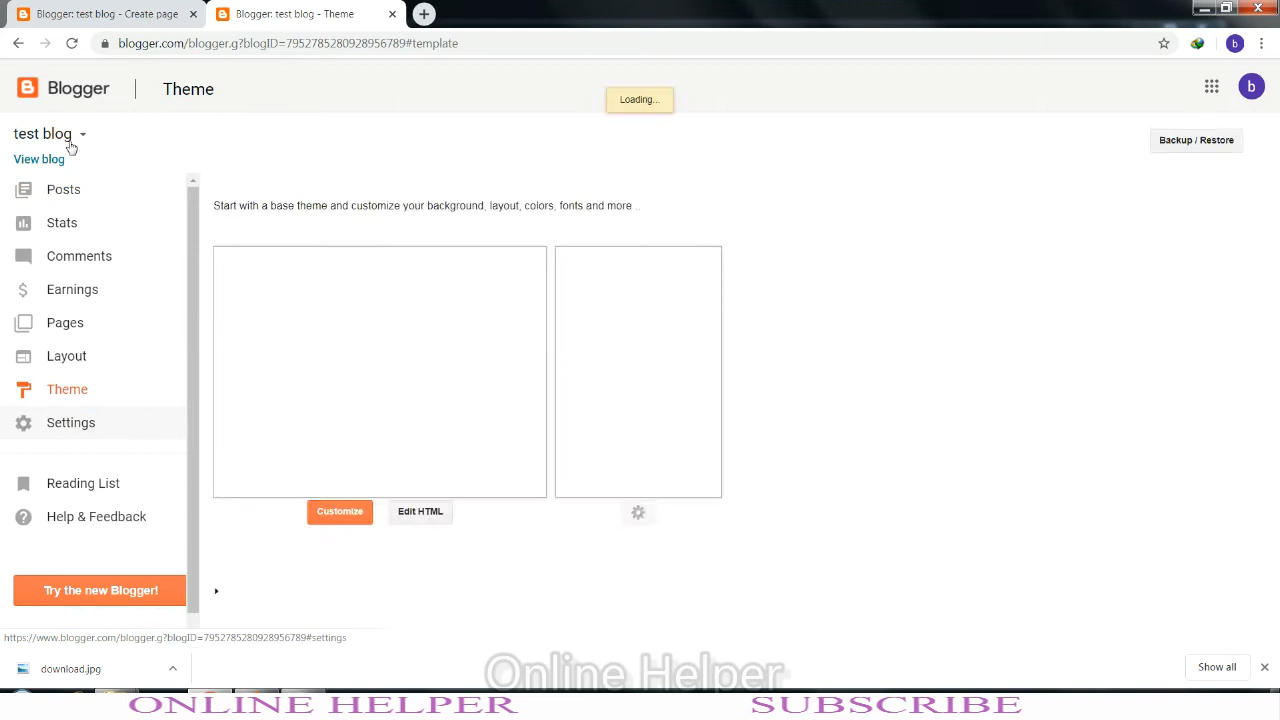 Blogger: test blog - Create page
Blogger: test blog - Theme
blogger.com/blogger.g?blogID=7952785280928956789#template
b
Blogger
Theme
Loading...
b
test blog
Backup / Restore
View blog
Posts
Start with a base theme and customize your background, layout, colors, fonts and more ..
Stats
Comments
Earnings
Pages
Layout
Theme
Settings
Reading List
Customize
Edit HTML
Help & Feedback
Try the new Blogger!
https://www.blogger.com/blogger.g?blogID=7952785280928956789#settings
download.jpg
Online Helper
Show all
ONLINE HELPER
SUBSCRIBE